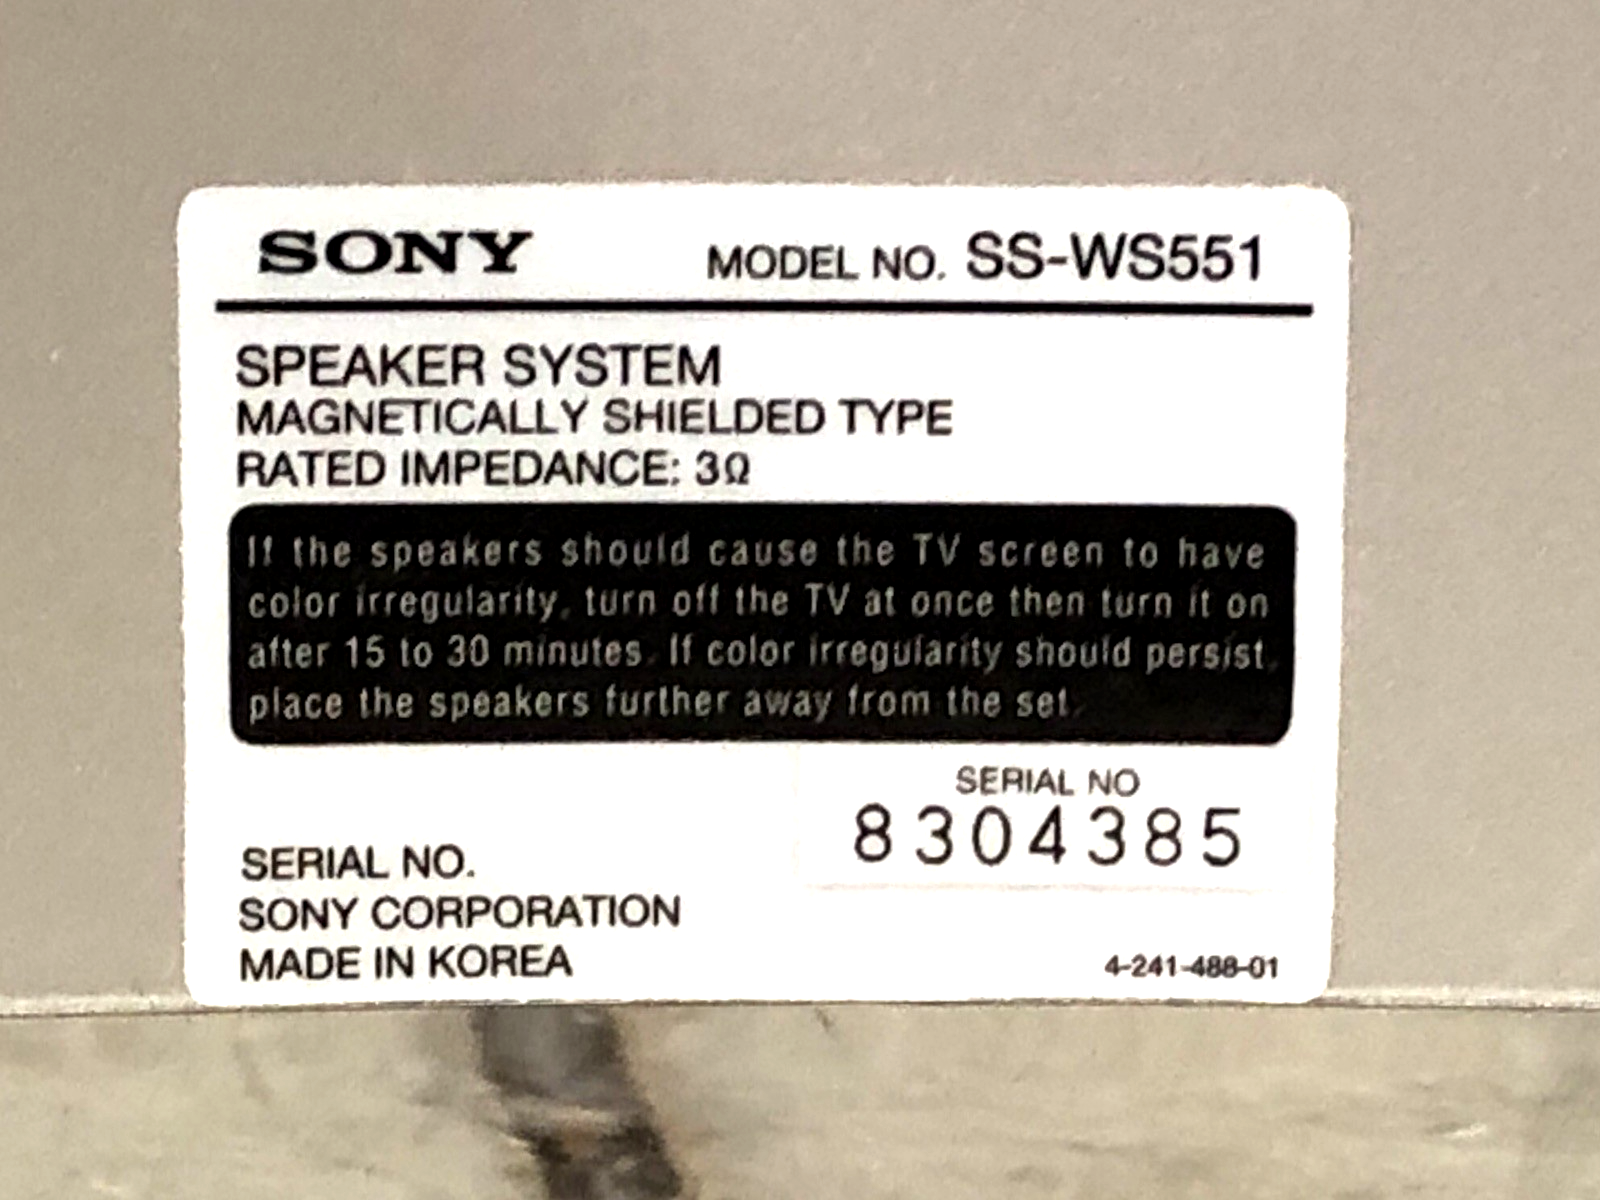 SONY MODEL NO. SS-WS551
SPEAKER SYSTEM
MAGNETICALLY SHIELDED TYPE
RATED IMPEDANCE: 3Ω
If the speakers should cause the TV screen to have
color irregularity, turn off the TV at once then turn it on
after 15 to 30 minutes. If color irregularity should persist,
place the speakers further away from the set.
SERIAL NO
8304385
SERIAL NO.
SONY CORPORATION
MADE IN KOREA
4-241-488-01